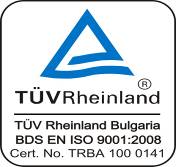 ®
TÜVRheinland
TÜV Rheinland Bulgaria
BDS EN ISO 9001:2008
Cert. No. TRBA 100 0141